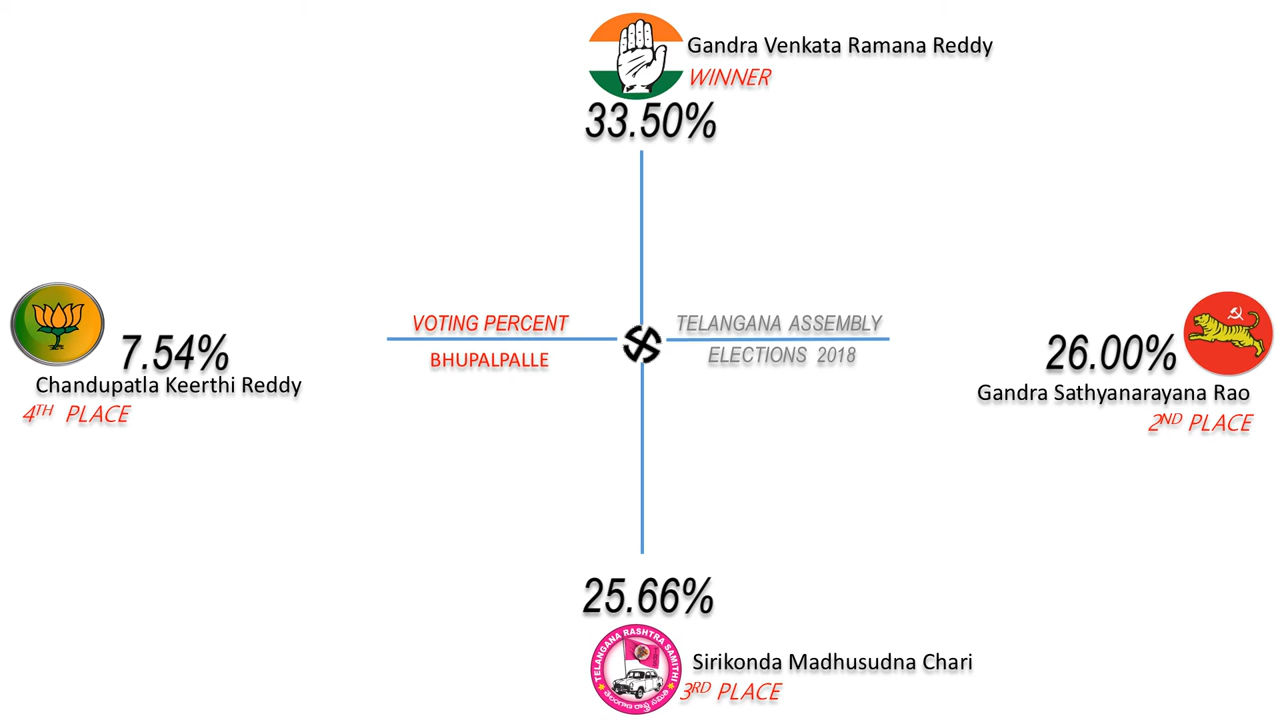 Gandra Venkata Ramana Reddy
WINNER
33.50%
7.54%
Chandupatla Keerthi Reddy
4TH PLACE
VOTING PERCENT
BHUPALPALLE
TELANGANA ASSEMBLY
ELECTIONS 2018
26.00%
Gandra Sathyanarayana Rao
2ND PLACE
25.66%
TELANGANA RASHTRA SAMITHI
Sirikonda Madhusudna Chari
3RD PLACE